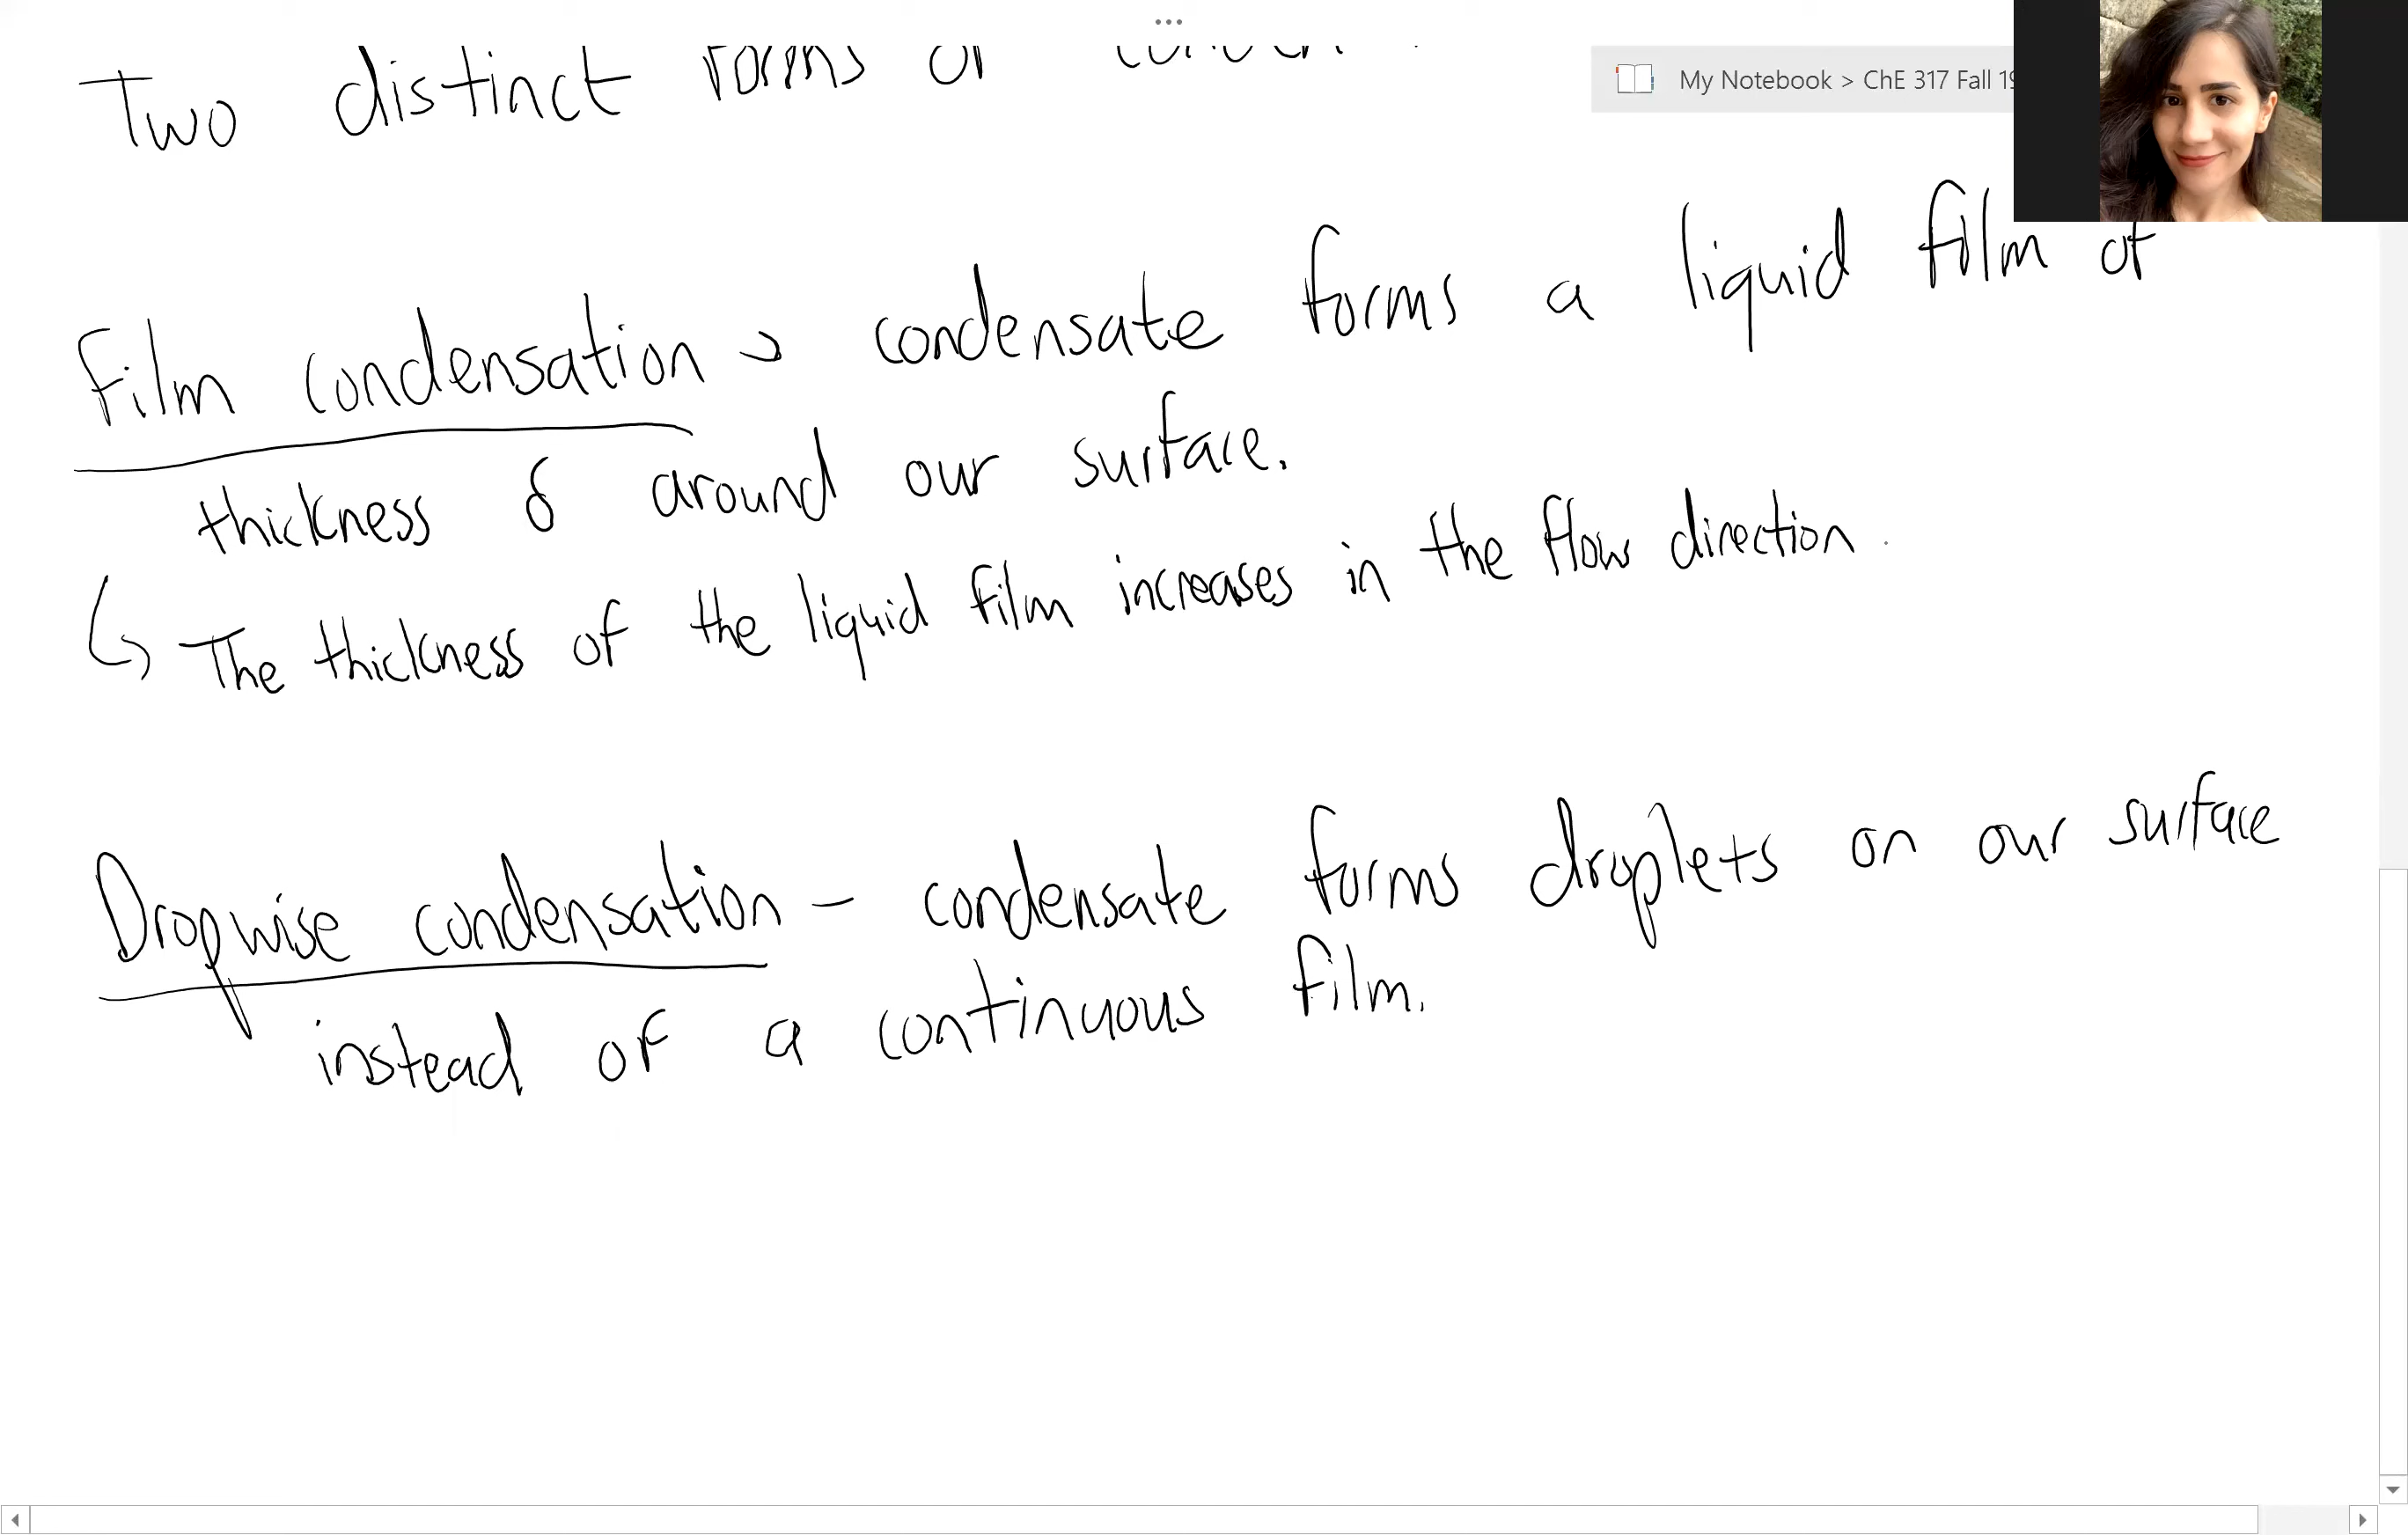 Two distinct forms of
My Notebook > ChE 317 Fall 19
Film condensation → condensate forms a liquid film of
thickness δ around our surface.
↳ The thickness of the liquid film increases in the flow direction.
Dropwise condensation - condensate forms droplets on our surface
instead of a continuous film.